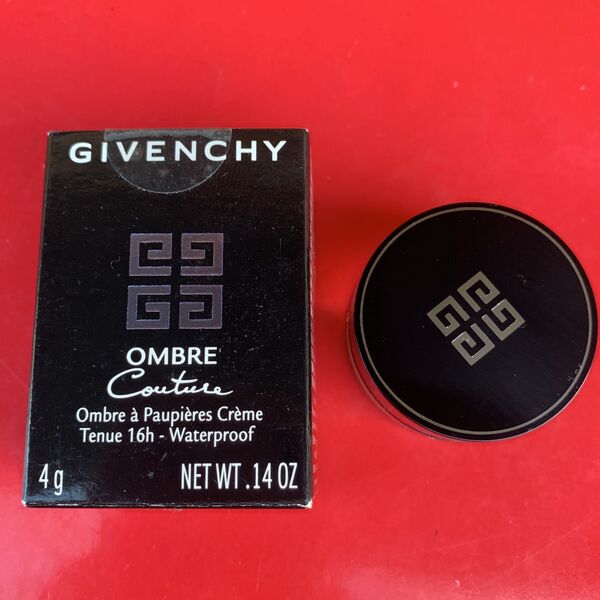 GIVENCHY
OMBRE
Couture
Ombre à Paupières Crème
Tenue 16h - Waterproof
4 g NET WT .14 OZ